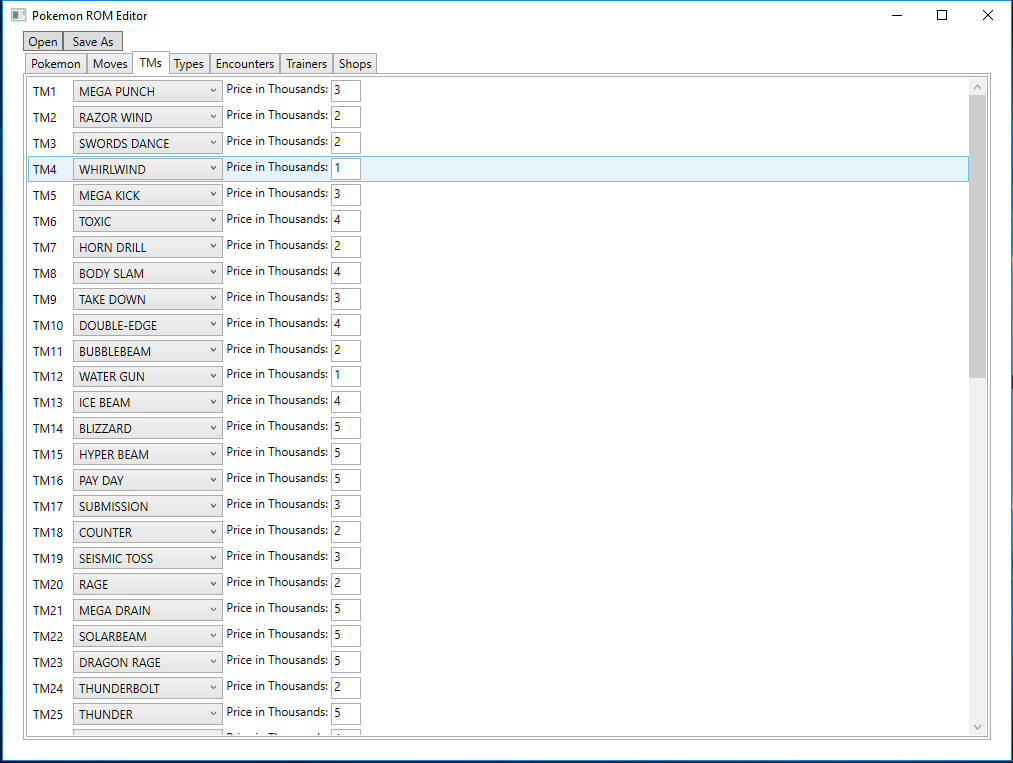 Pokemon ROM Editor
Open Save As
Pokemon Moves TMs Types Encounters Trainers Shops
TM1 MEGA PUNCH Price in Thousands: 3
TM2 RAZOR WIND Price in Thousands: 2
TM3 SWORDS DANCE Price in Thousands: 2
TM4 WHIRLWIND Price in Thousands: 1
TM5 MEGA KICK Price in Thousands: 3
TM6 TOXIC Price in Thousands: 4
TM7 HORN DRILL Price in Thousands: 2
TM8 BODY SLAM Price in Thousands: 4
TM9 TAKE DOWN Price in Thousands: 3
TM10 DOUBLE-EDGE Price in Thousands: 4
TM11 BUBBLEBEAM Price in Thousands: 2
TM12 WATER GUN Price in Thousands: 1
TM13 ICE BEAM Price in Thousands: 4
TM14 BLIZZARD Price in Thousands: 5
TM15 HYPER BEAM Price in Thousands: 5
TM16 PAY DAY Price in Thousands: 5
TM17 SUBMISSION Price in Thousands: 3
TM18 COUNTER Price in Thousands: 2
TM19 SEISMIC TOSS Price in Thousands: 3
TM20 RAGE Price in Thousands: 2
TM21 MEGA DRAIN Price in Thousands: 5
TM22 SOLARBEAM Price in Thousands: 5
TM23 DRAGON RAGE Price in Thousands: 5
TM24 THUNDERBOLT Price in Thousands: 2
TM25 THUNDER Price in Thousands: 5